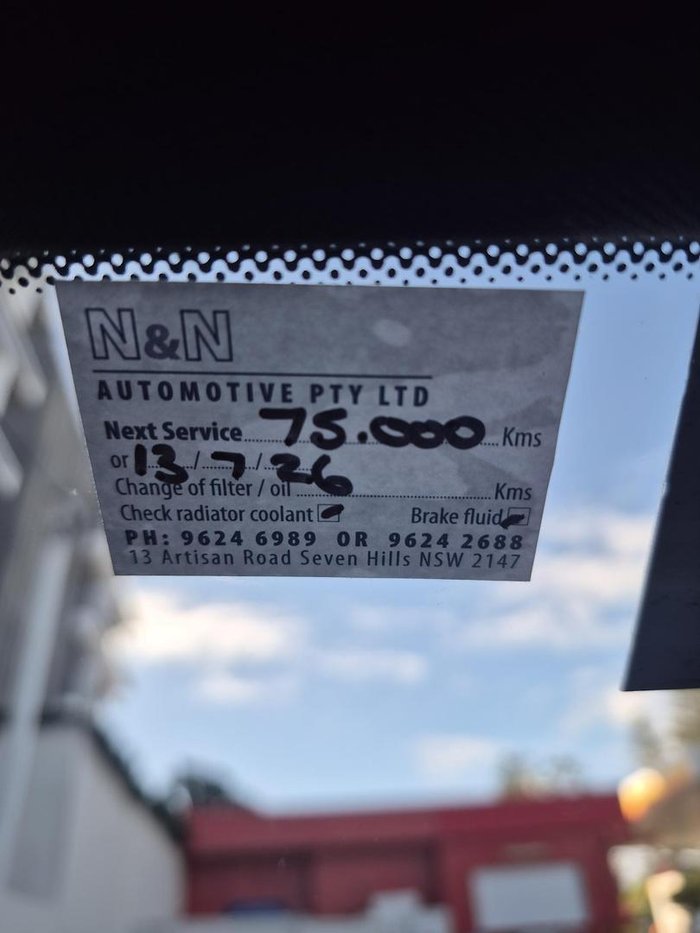 N&N
AUTOMOTIVE PTY LTD
Next Service 75.000 Kms
or 13/7/26
Change of filter / oil Kms
Check radiator coolant Brake fluid
PH: 9624 6989 OR 9624 2688
13 Artisan Road Seven Hills NSW 2147